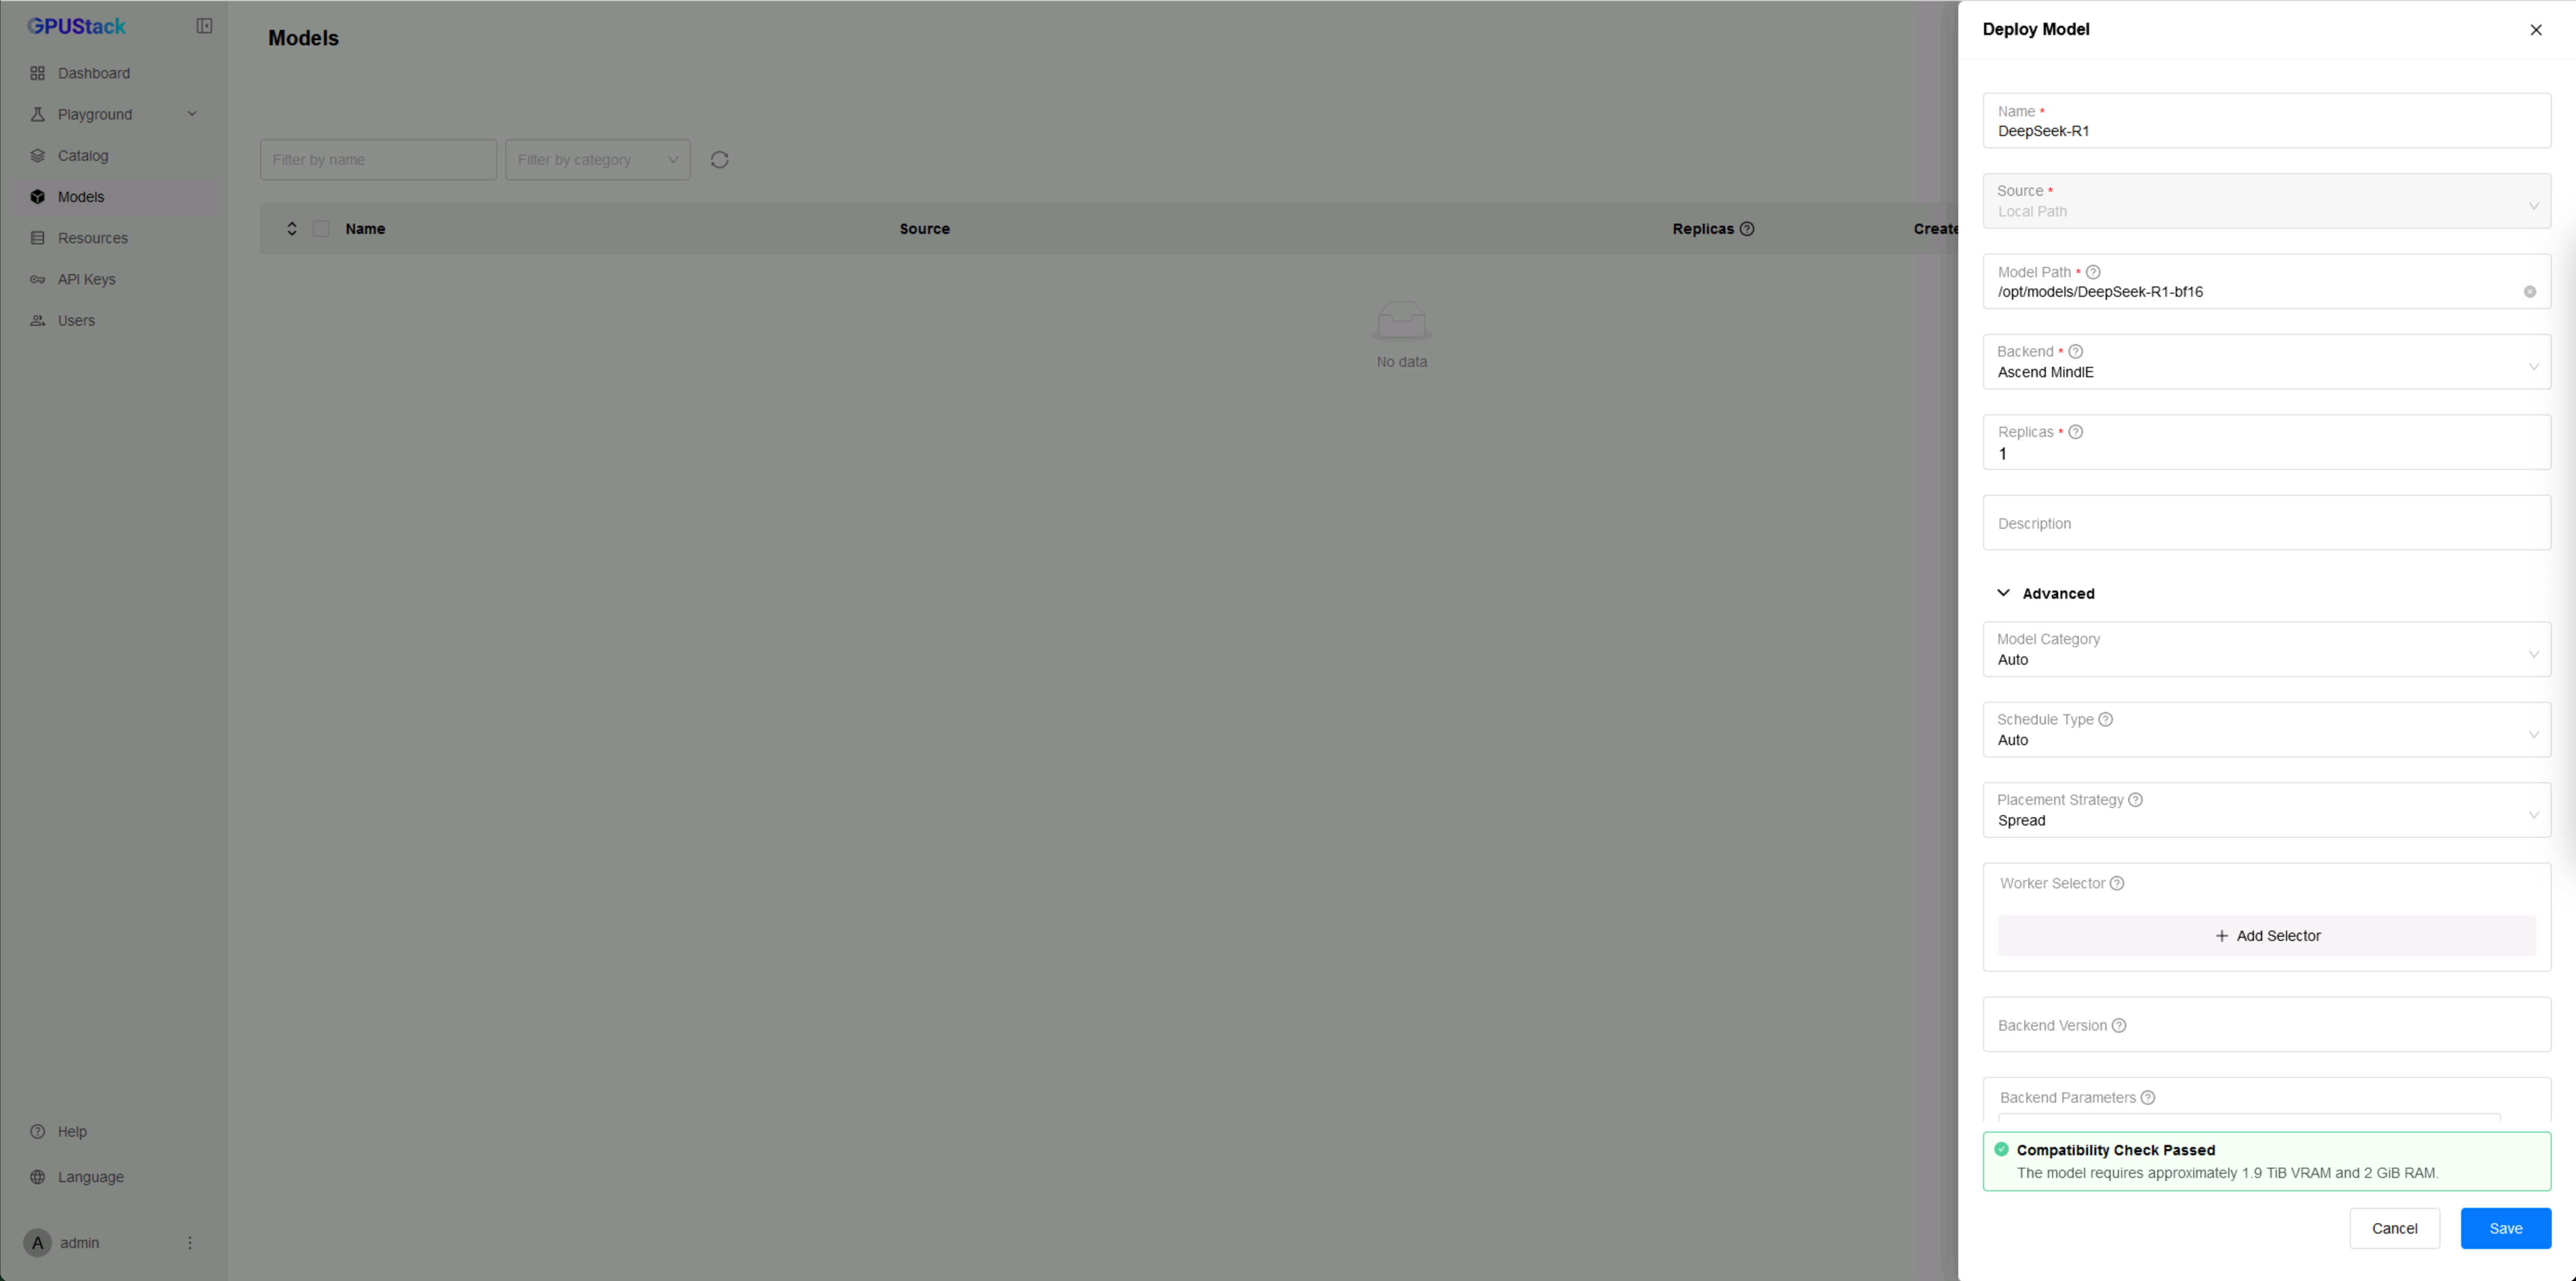 GPUStack
Dashboard
Playground
Catalog
Models
Resources
API Keys
Users
Help
Language
A admin
Models
Filter by name
Filter by category
Name Source Replicas Create
No data
Deploy Model
Name *
DeepSeek-R1
Source *
Local Path
Model Path *
/opt/models/DeepSeek-R1-bf16
Backend *
Ascend MindIE
Replicas *
1
Description
Advanced
Model Category
Auto
Schedule Type
Auto
Placement Strategy
Spread
Worker Selector
+ Add Selector
Backend Version
Backend Parameters
Compatibility Check Passed
The model requires approximately 1.9 TiB VRAM and 2 GiB RAM.
Cancel Save